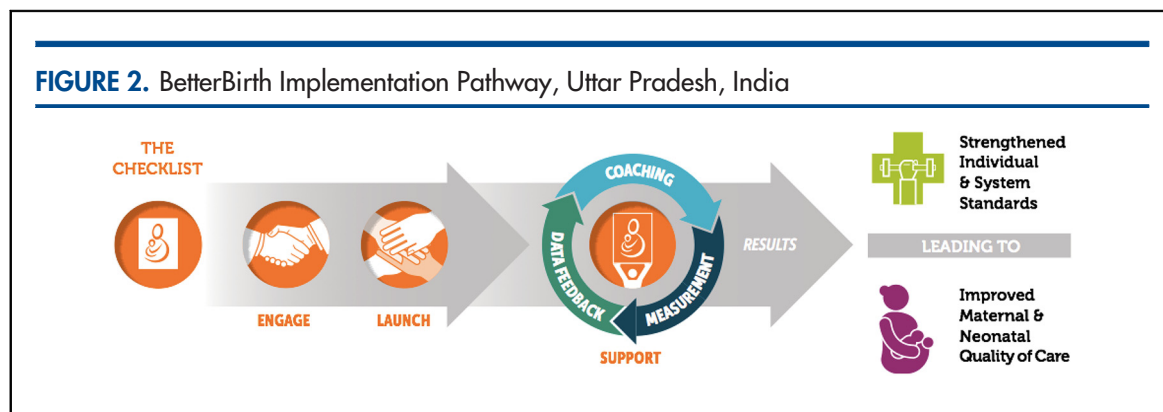 FIGURE 2. BetterBirth Implementation Pathway, Uttar Pradesh, India
THE
CHECKLIST
ENGAGE
LAUNCH
COACHING
MEASUREMENT
DATA FEEDBACK
SUPPORT
RESULTS
Strengthened
Individual
& System
Standards
LEADING TO
Improved
Maternal &
Neonatal
Quality of Care